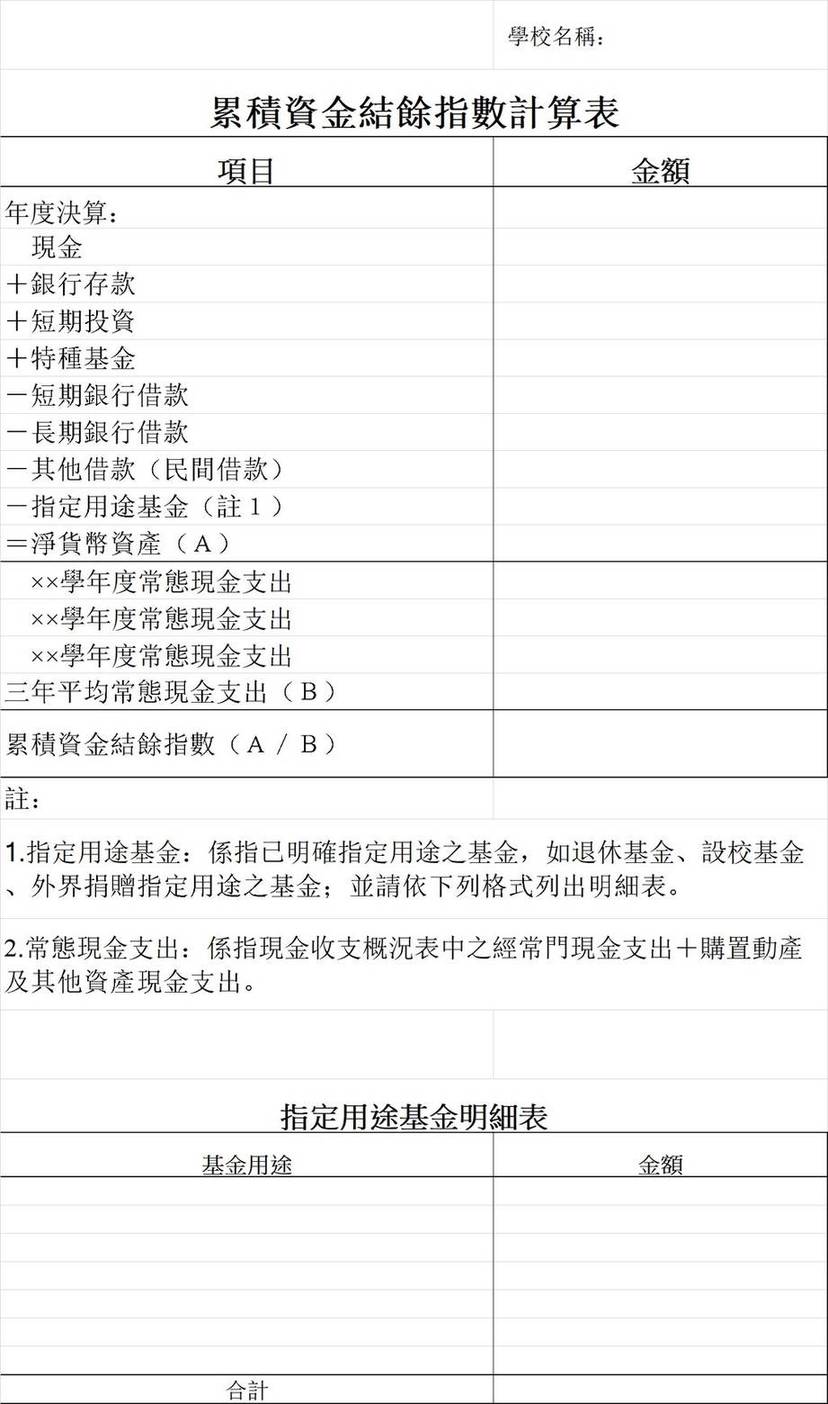 學校名稱：
累積資金結餘指數計算表
項目 金額
年度決算：
現金
＋銀行存款
＋短期投資
＋特種基金
－短期銀行借款
－長期銀行借款
－其他借款（民間借款）
－指定用途基金（註１）
＝淨貨幣資產（Ａ）
××學年度常態現金支出
××學年度常態現金支出
××學年度常態現金支出
三年平均常態現金支出（Ｂ）
累積資金結餘指數（Ａ／Ｂ）
註：
1.指定用途基金：係指已明確指定用途之基金，如退休基金、設校基金
、外界捐贈指定用途之基金；並請依下列格式列出明細表。
2.常態現金支出：係指現金收支概況表中之經常門現金支出＋購置動產
及其他資產現金支出。
指定用途基金明細表
基金用途 金額
合計